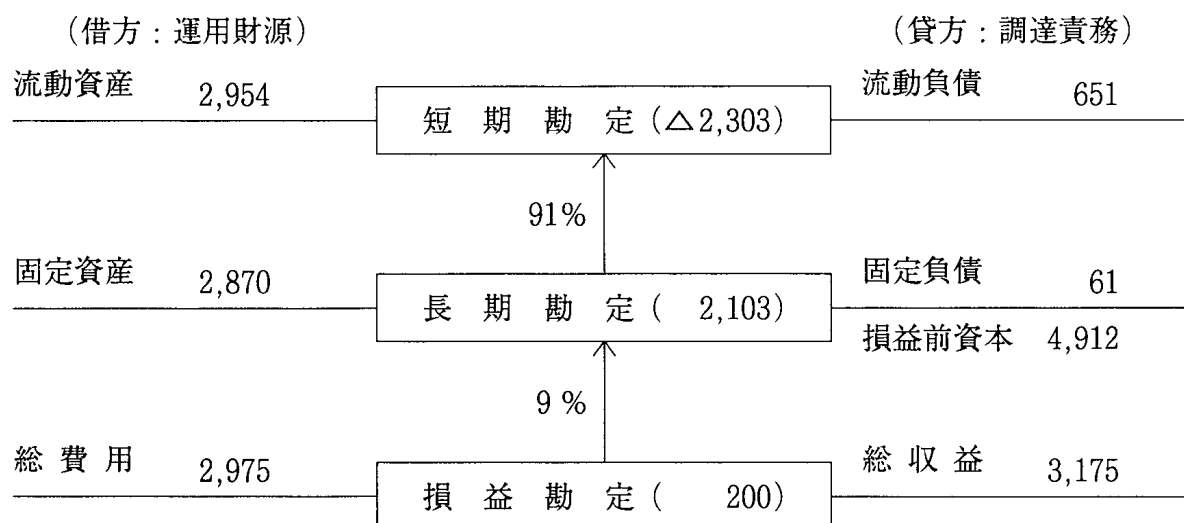 （借方：運用財源） （貸方：調達責務）
流動資産 2,954 短期勘定（△2,303） 流動負債 651
91％
固定資産 2,870 長期勘定（ 2,103） 固定負債 61
損益前資本 4,912
9％
総費用 2,975 損益勘定（ 200） 総収益 3,175